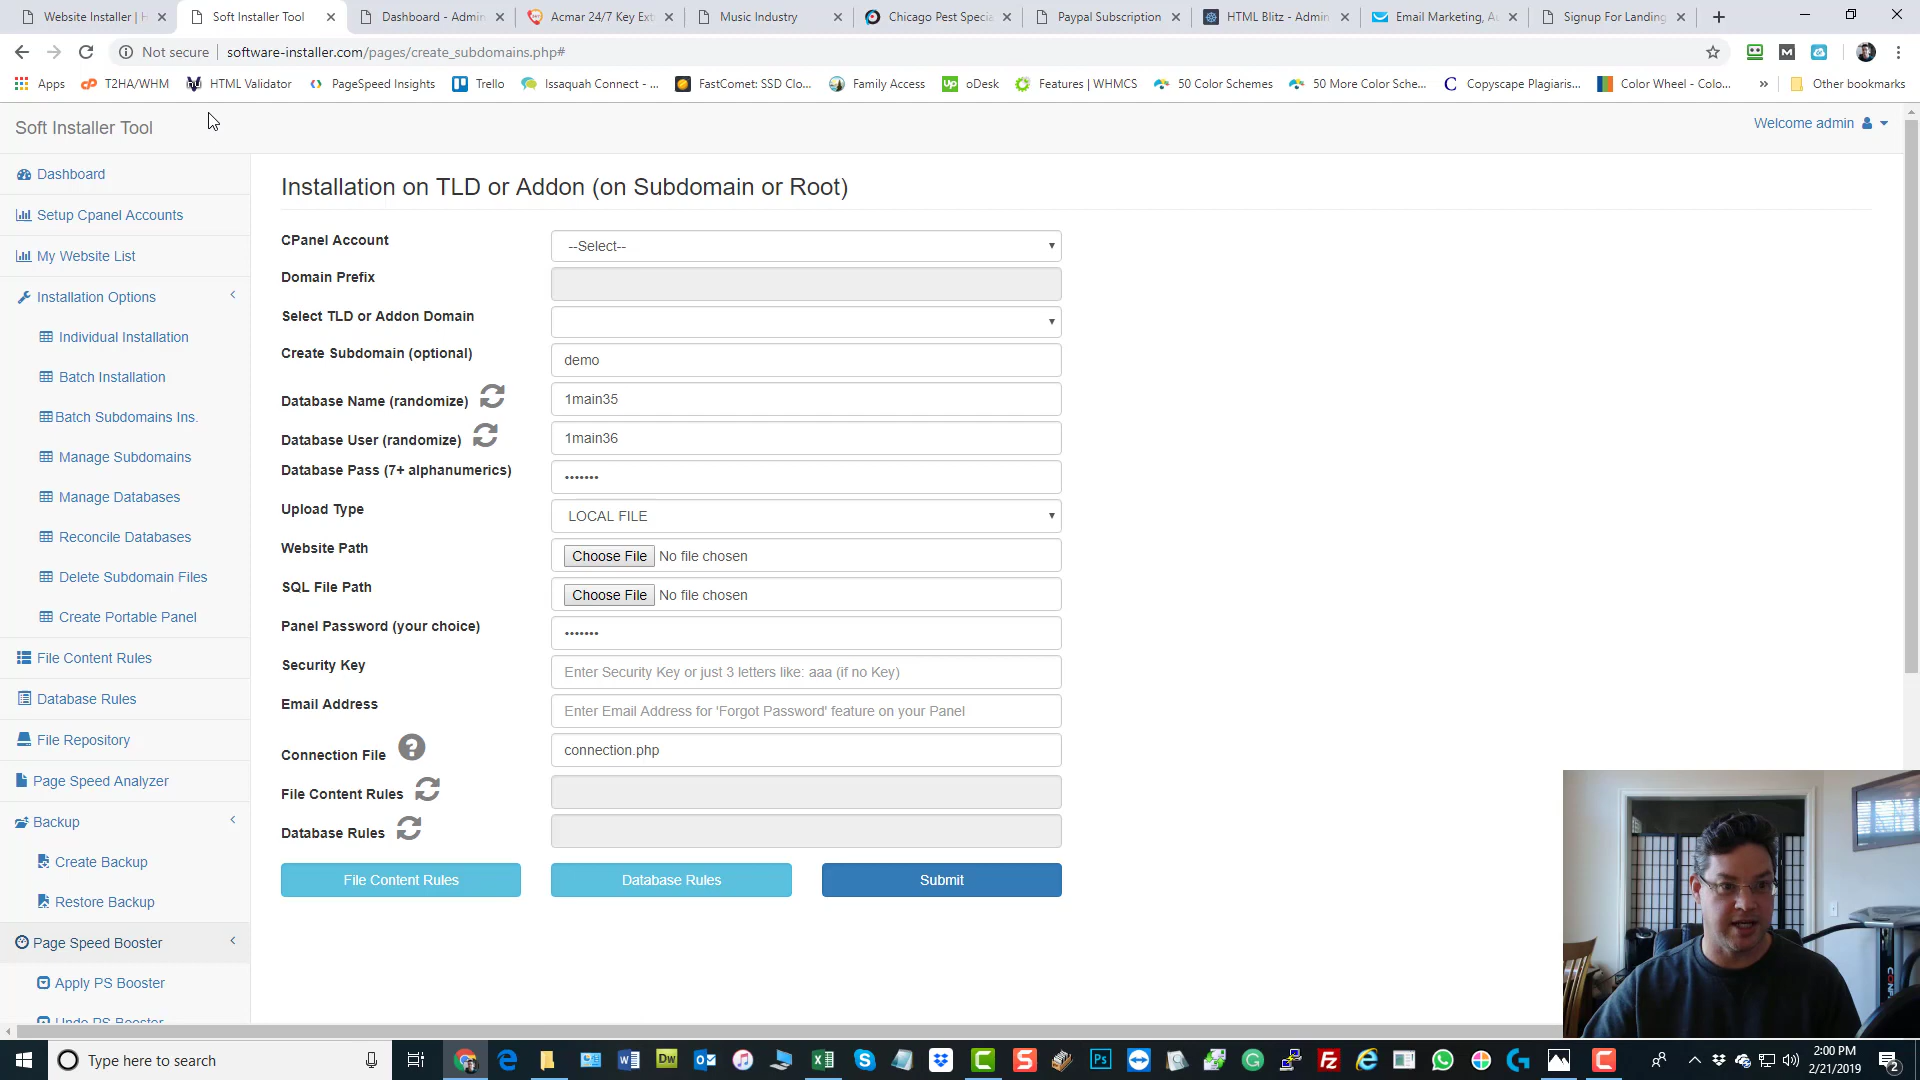 Website Installer | H
Soft Installer Tool
Dashboard - Admin
Acmar 24/7 Key Ext
Music Industry
Chicago Pest Specia
Paypal Subscription
HTML Blitz - Admin
Email Marketing, Au
Signup For Landing
Not secure
software-installer.com/pages/create_subdomains.php#
Apps
T2HA/WHM
HTML Validator
PageSpeed Insights
Trello
Issaquah Connect - ...
FastComet: SSD Clo...
Family Access
oDesk
Features | WHMCS
50 Color Schemes
50 More Color Sche...
Copyscape Plagiaris...
Color Wheel - Colo...
»
Other bookmarks
Soft Installer Tool
Welcome admin
Dashboard
Setup Cpanel Accounts
My Website List
Installation Options
Individual Installation
Batch Installation
Batch Subdomains Ins.
Manage Subdomains
Manage Databases
Reconcile Databases
Delete Subdomain Files
Create Portable Panel
File Content Rules
Database Rules
File Repository
Page Speed Analyzer
Backup
Create Backup
Restore Backup
Page Speed Booster
Apply PS Booster
Undo PS Booster
Installation on TLD or Addon (on Subdomain or Root)
CPanel Account
--Select--
Domain Prefix
Select TLD or Addon Domain
Create Subdomain (optional)
demo
Database Name (randomize)
1main35
Database User (randomize)
1main36
Database Pass (7+ alphanumerics)
•••••••
Upload Type
LOCAL FILE
Website Path
Choose File No file chosen
SQL File Path
Choose File No file chosen
Panel Password (your choice)
•••••••
Security Key
Enter Security Key or just 3 letters like: aaa (if no Key)
Email Address
Enter Email Address for 'Forgot Password' feature on your Panel
Connection File
connection.php
File Content Rules
Database Rules
File Content Rules
Database Rules
Submit
Type here to search
2:00 PM
2/21/2019
2